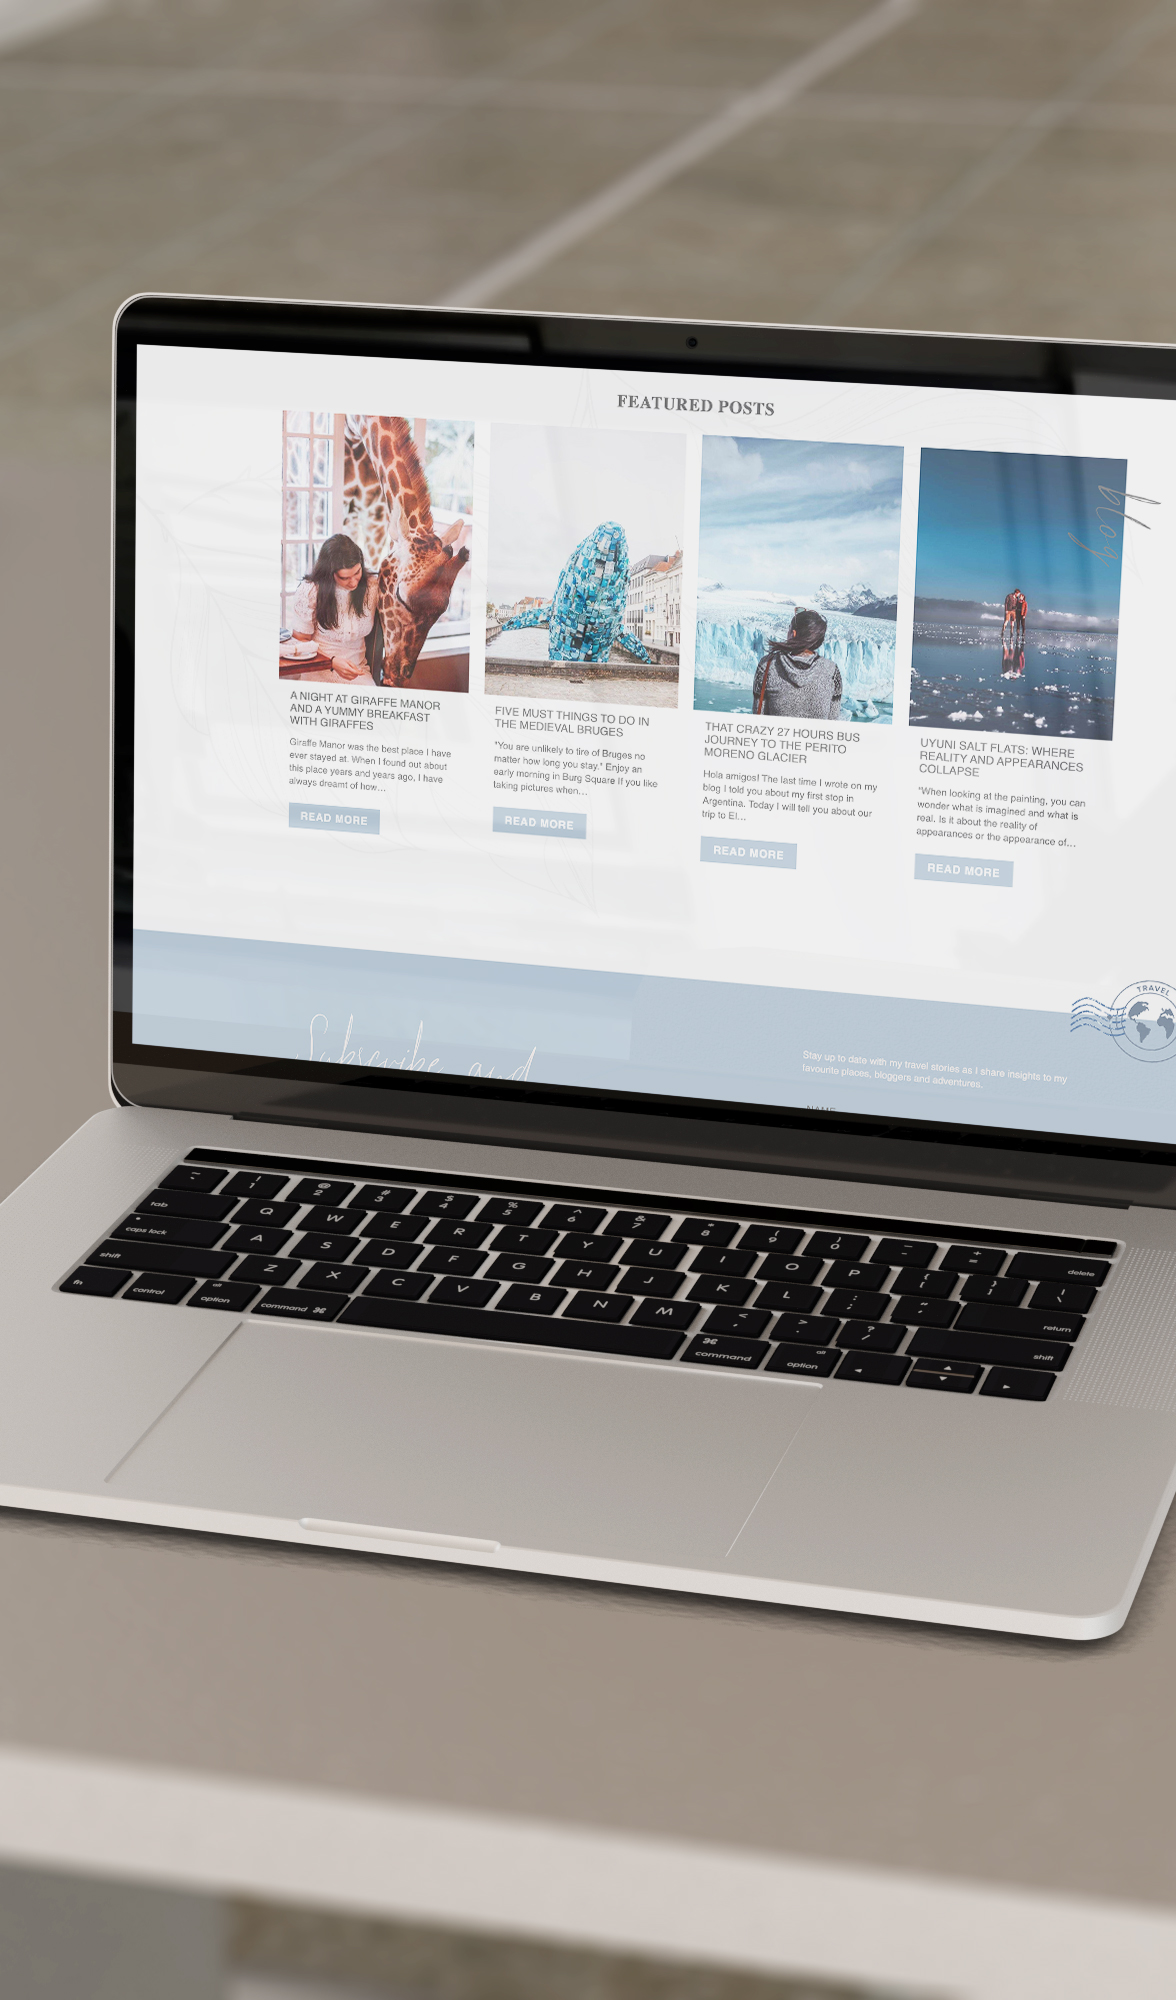 FEATURED POSTS
blog
A NIGHT AT GIRAFFE MANOR
AND A YUMMY BREAKFAST
WITH GIRAFFES
Giraffe Manor was the best place I have
ever stayed at. When I found out about
this place years and years ago, I have
always dreamt of how...
READ MORE
FIVE MUST THINGS TO DO IN
THE MEDIEVAL BRUGES
"You are unlikely to tire of Bruges no
matter how long you stay." Enjoy an
early morning in Burg Square If you like
taking pictures when...
READ MORE
THAT CRAZY 27 HOURS BUS
JOURNEY TO THE PERITO
MORENO GLACIER
Hola amigos! The last time I wrote on my
blog I told you about my first stop in
Argentina. Today I will tell you about our
trip to El...
READ MORE
UYUNI SALT FLATS: WHERE
REALITY AND APPEARANCES
COLLAPSE
"When looking at the painting, you can
wonder what is imagined and what is
real. Is it about the reality of
appearances or the appearance of...
READ MORE
TRAVEL
Subscribe and
Stay up to date with my travel stories as I share insights to my
favourite places, bloggers and adventures.
NAME
~ ! 1 @ 2 # 3 $ 4 % 5 ^ 6 & 7 * 8 ( 9 ) 0 _ - + = delete
tab Q W E R T Y U I O P { [ } ] | \
caps lock A S D F G H J K L : ; " ' return
shift Z X C V B N M < , > . ? / shift
fn control alt option command ⌘ ⌘ command alt option ◀ ▲ ▼ ▶